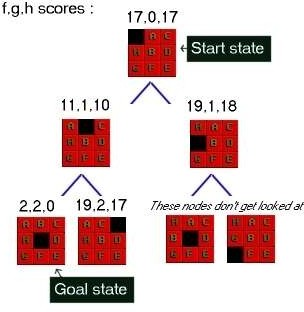 f,g,h scores :
17,0,17
A C
H B D
G F E
Start state
11,1,10
19,1,18
A C
H B D
G F E
H A C
B D
G F E
2,2,0
19,2,17
These nodes don't get looked at
A B C
H D
G F E
A C
H B D
G F E
H A C
B D
G F E
H A C
G B D
F E
Goal state